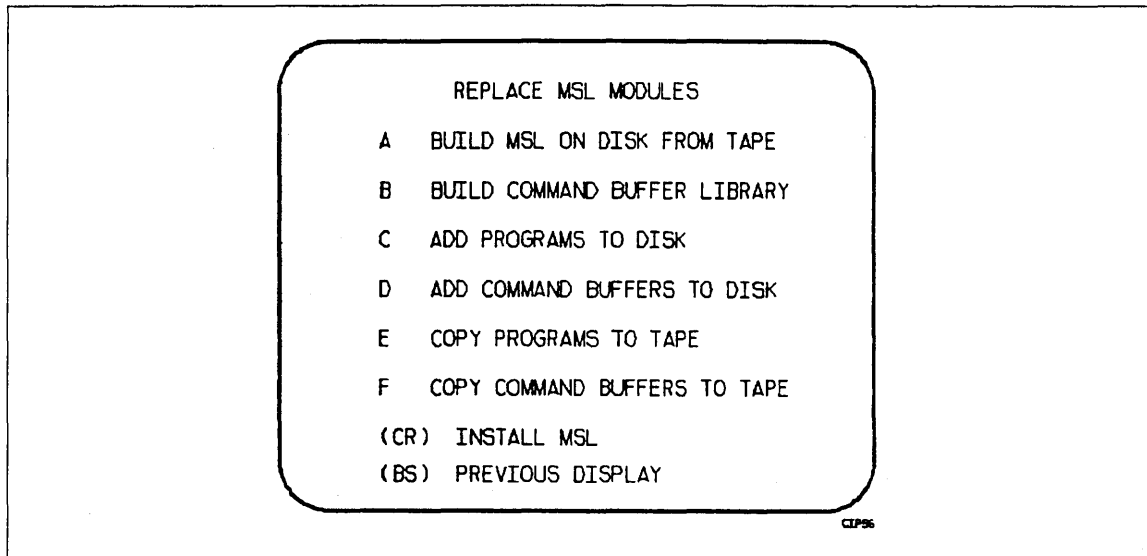 REPLACE MSL MODULES
A BUILD MSL ON DISK FROM TAPE
B BUILD COMMAND BUFFER LIBRARY
C ADD PROGRAMS TO DISK
D ADD COMMAND BUFFERS TO DISK
E COPY PROGRAMS TO TAPE
F COPY COMMAND BUFFERS TO TAPE
(CR) INSTALL MSL
(BS) PREVIOUS DISPLAY
CIP96